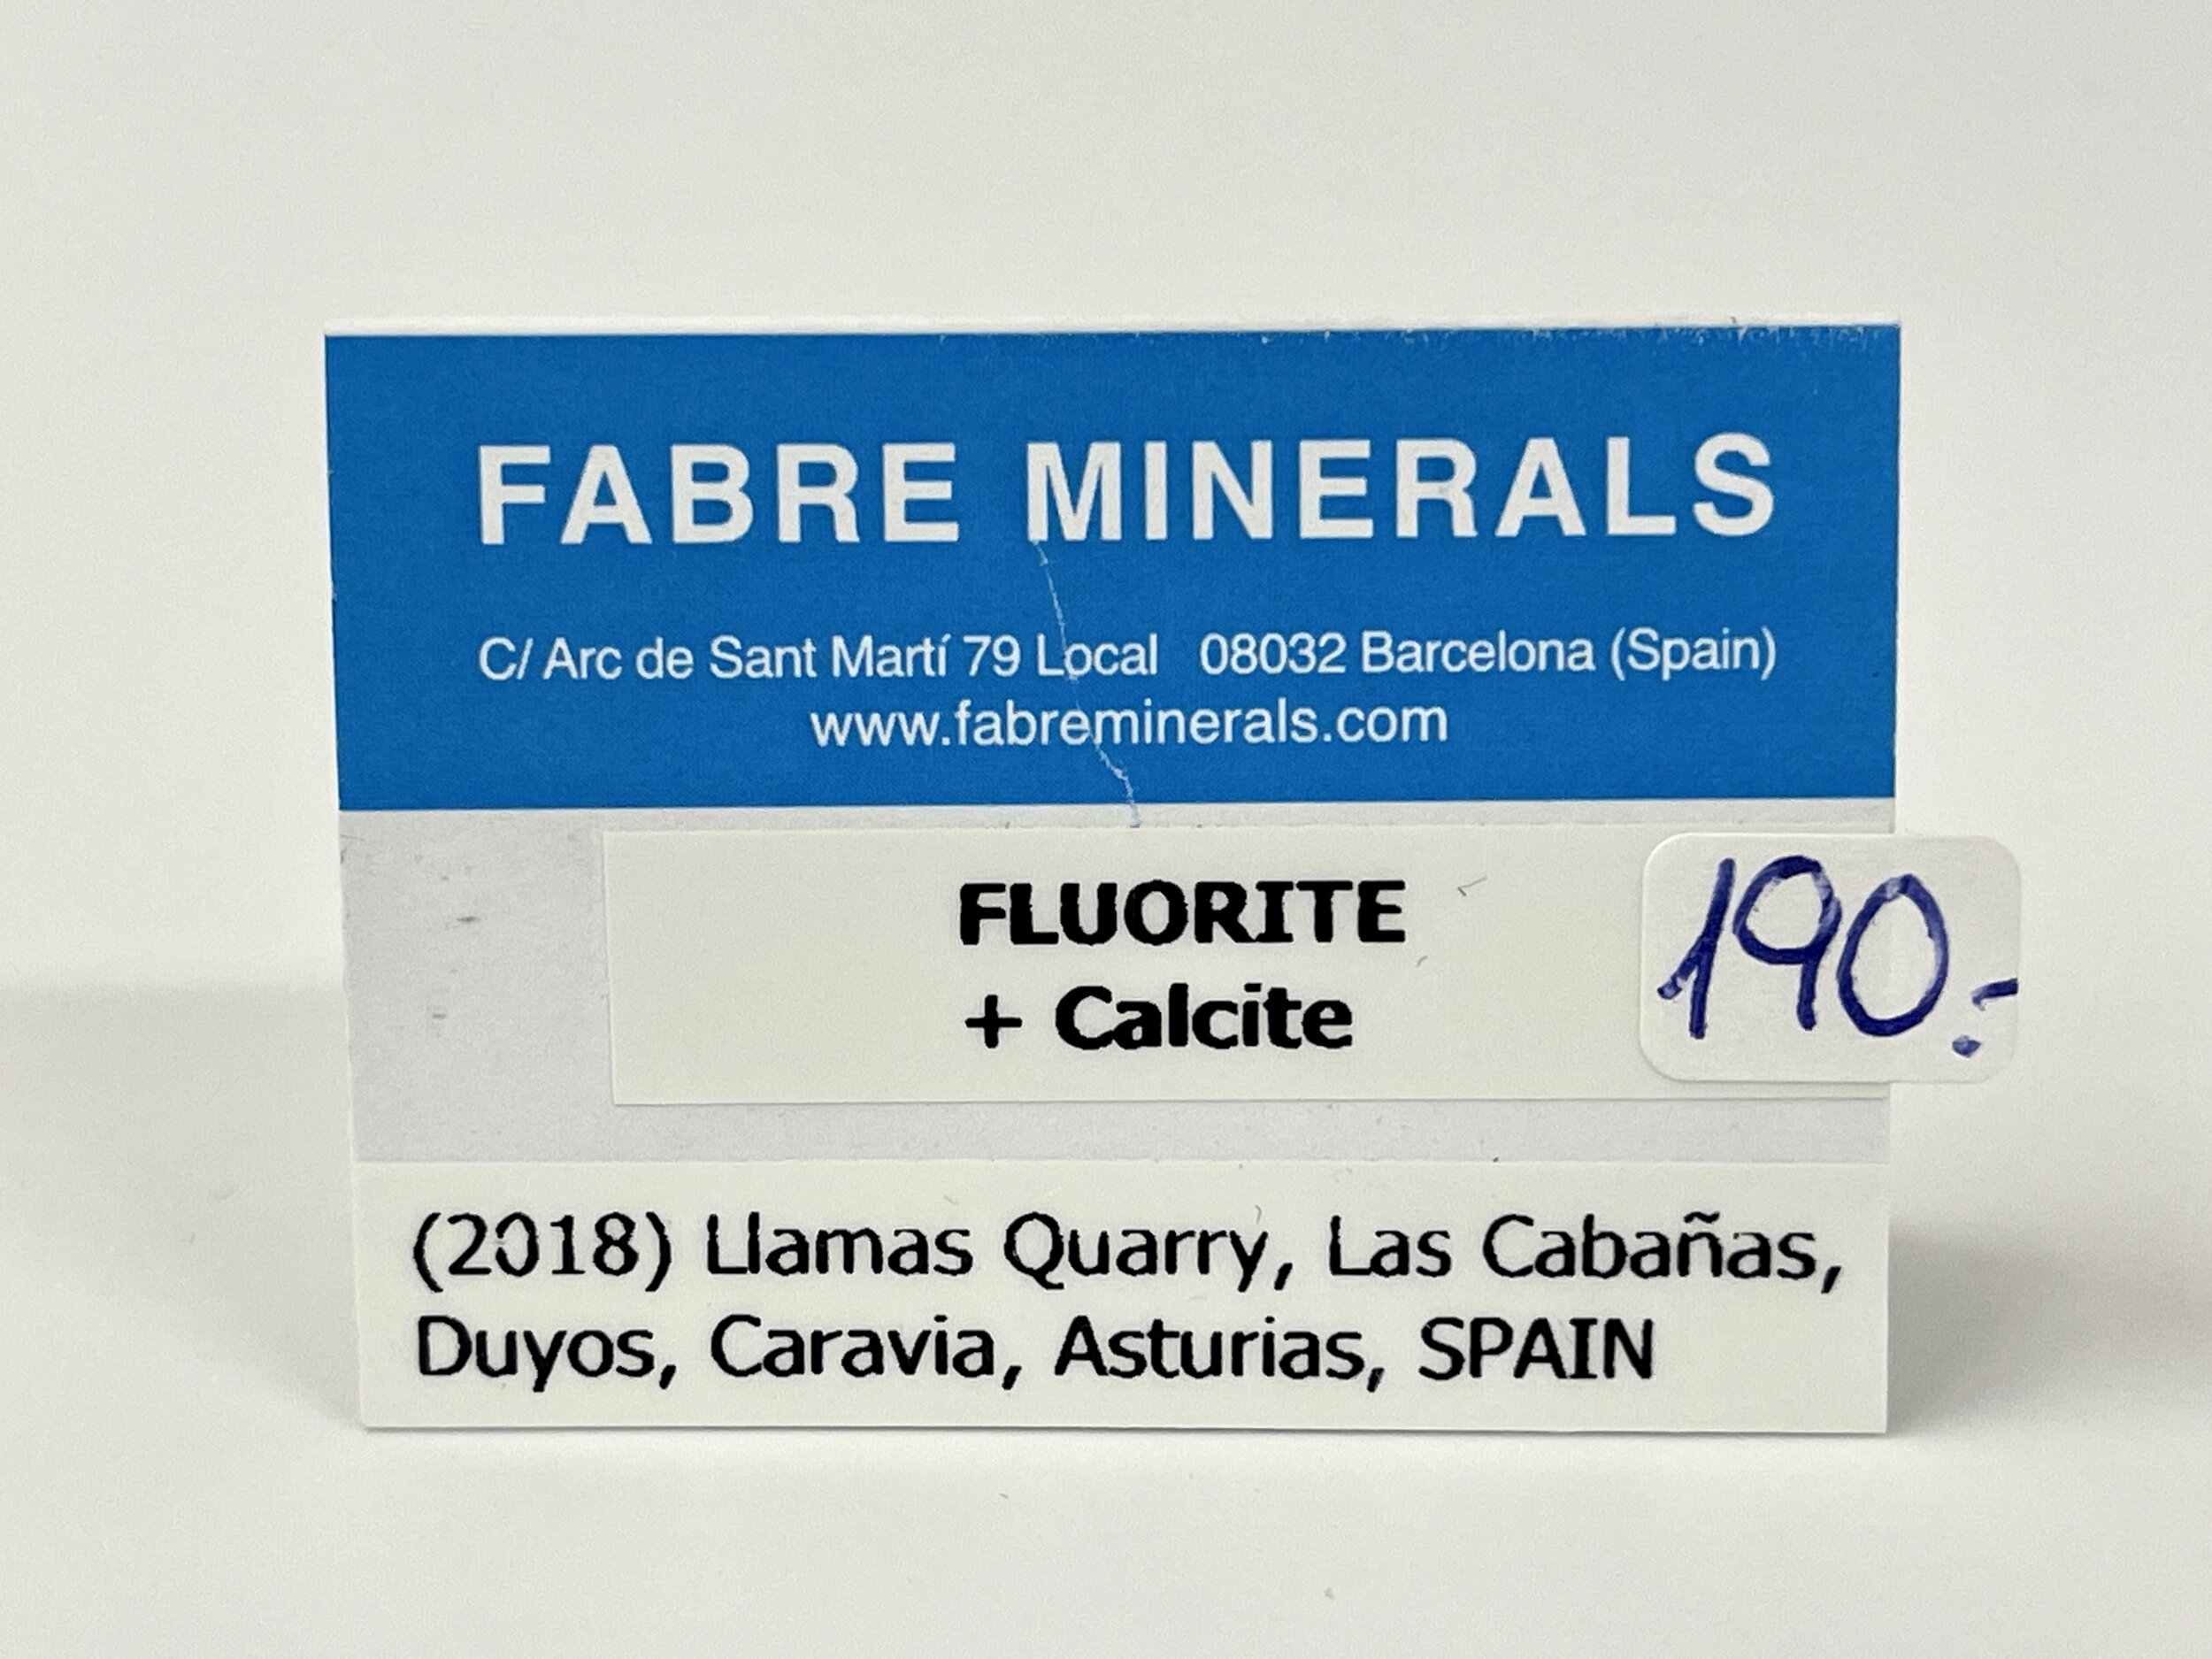 FABRE MINERALS
C/ Arc de Sant Martí 79 Local 08032 Barcelona (Spain)
www.fabreminerals.com
FLUORITE
+ Calcite
190.-
(2018) Llamas Quarry, Las Cabañas,
Duyos, Caravia, Asturias, SPAIN